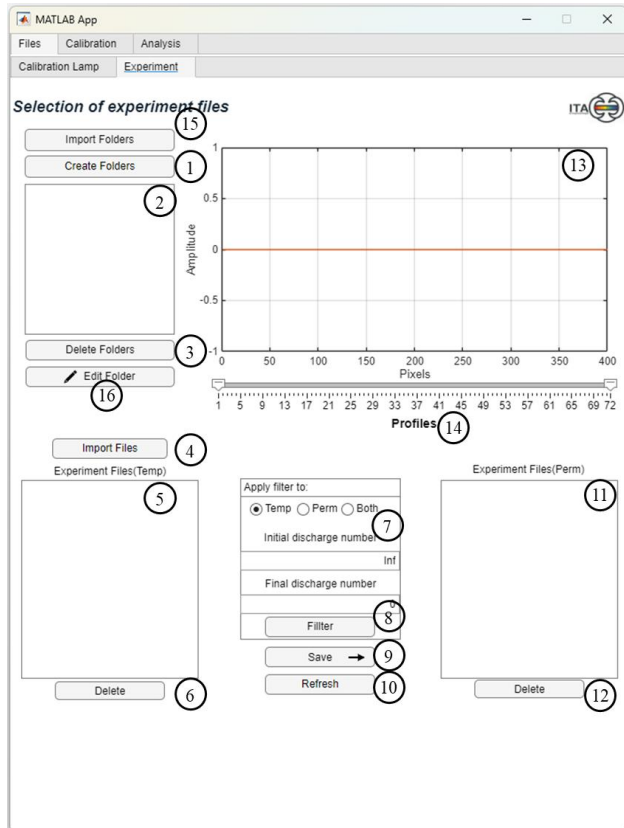 MATLAB App
Files Calibration Analysis
Calibration Lamp Experiment
Selection of experiment files
ITA
15
Import Folders
Create Folders
1
2
Delete Folders
3
Edit Folder
16
13
1
0.5
0
-0.5
-1
Amplitude
0 50 100 150 200 250 300 350 400
Pixels
1 5 9 13 17 21 25 29 33 37 41 45 49 53 57 61 65 69 72
Profiles
14
Import Files
4
Experiment Files(Temp)
5
Delete
6
Apply filter to:
Temp Perm Both
7
Initial discharge number
Inf
Final discharge number
0
Fillter
8
Save
9
Refresh
10
Experiment Files(Perm)
11
Delete
12